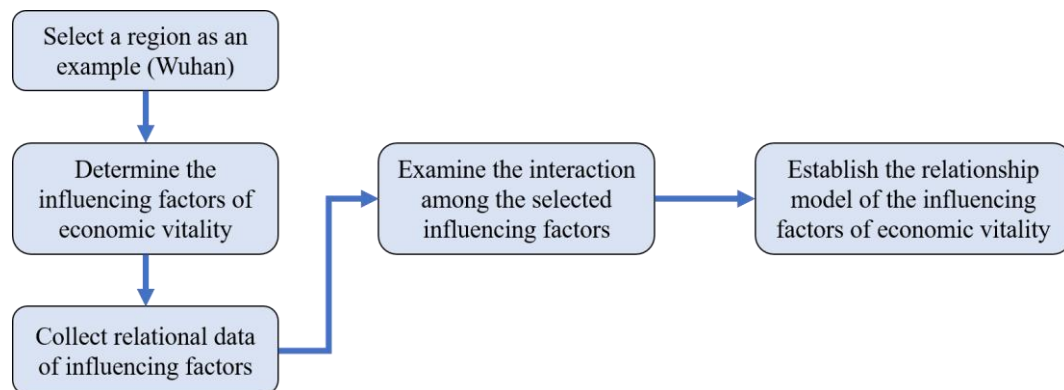 Select a region as an
example (Wuhan)
Determine the
influencing factors of
economic vitality
Collect relational data
of influencing factors
Examine the interaction
among the selected
influencing factors
Establish the relationship
model of the influencing
factors of economic vitality